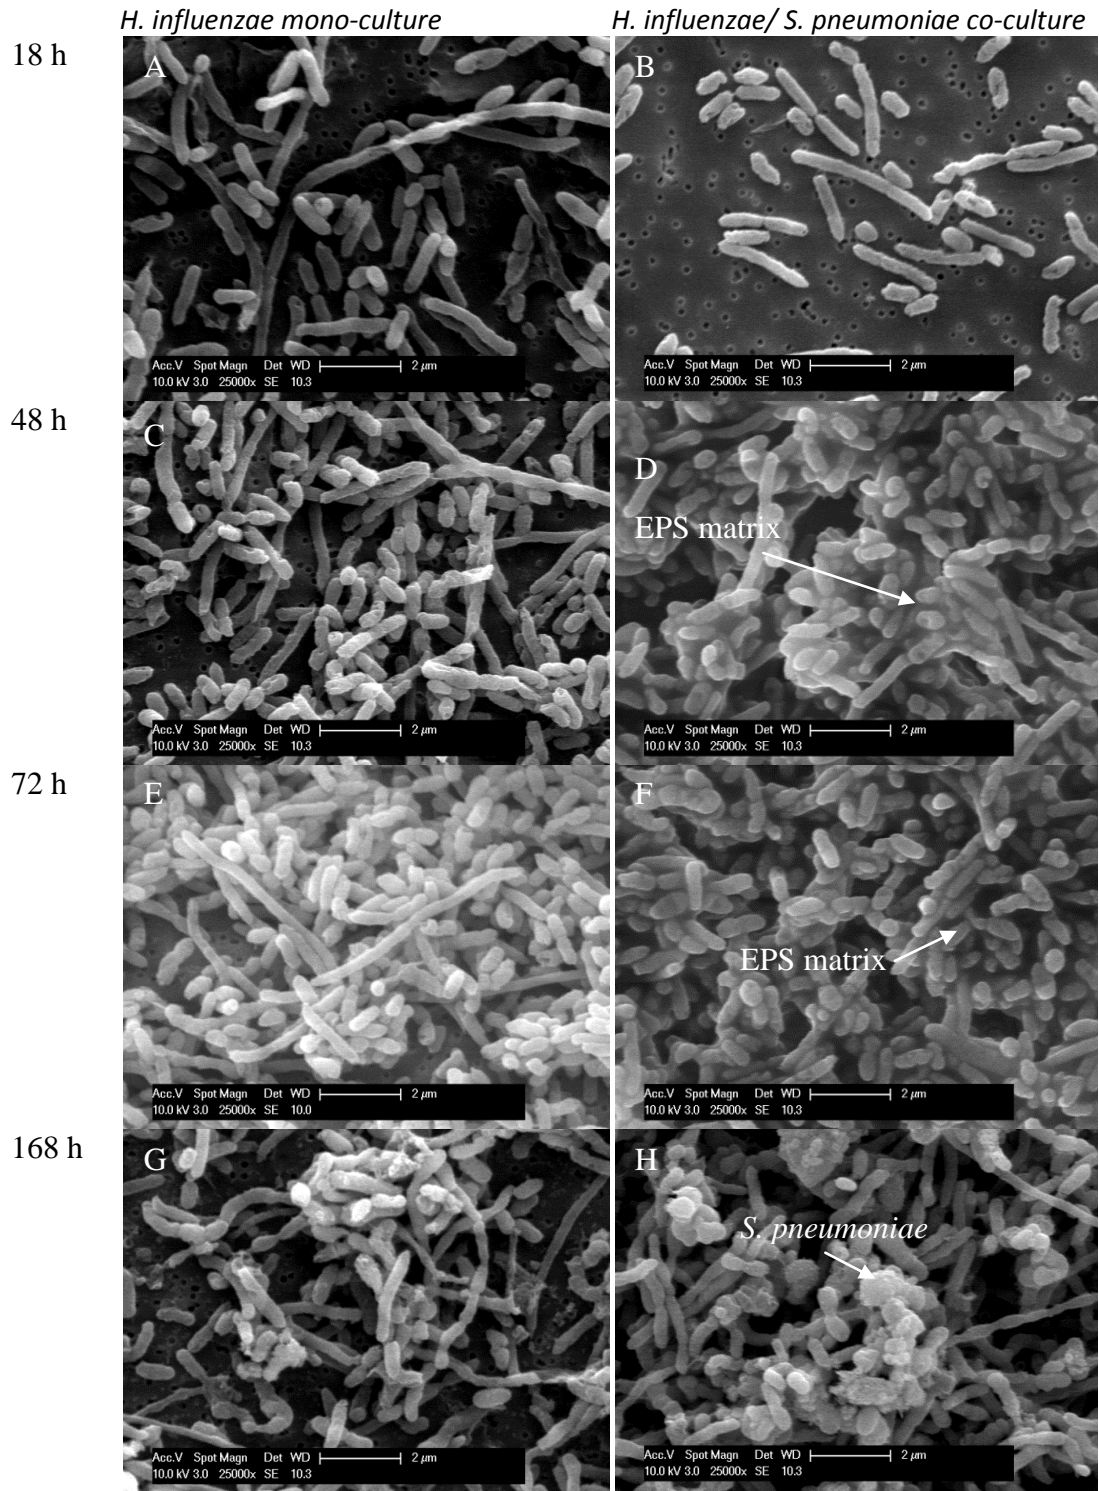 H. influenzae mono-culture
H. influenzae/ S. pneumoniae co-culture
18 h
A
Acc.V Spot Magn Det WD 2 µm
10.0 kV 3.0 25000x SE 10.3
B
Acc.V Spot Magn Det WD 2 µm
10.0 kV 3.0 25000x SE 10.3
48 h
C
Acc.V Spot Magn Det WD 2 µm
10.0 kV 3.0 25000x SE 10.3
D
EPS matrix
Acc.V Spot Magn Det WD 2 µm
10.0 kV 3.0 25000x SE 10.3
72 h
E
Acc.V Spot Magn Det WD 2 µm
10.0 kV 3.0 25000x SE 10.0
F
EPS matrix
Acc.V Spot Magn Det WD 2 µm
10.0 kV 3.0 25000x SE 10.3
168 h
G
Acc.V Spot Magn Det WD 2 µm
10.0 kV 3.0 25000x SE 10.3
H
S. pneumoniae
Acc.V Spot Magn Det WD 2 µm
10.0 kV 3.0 25000x SE 10.3